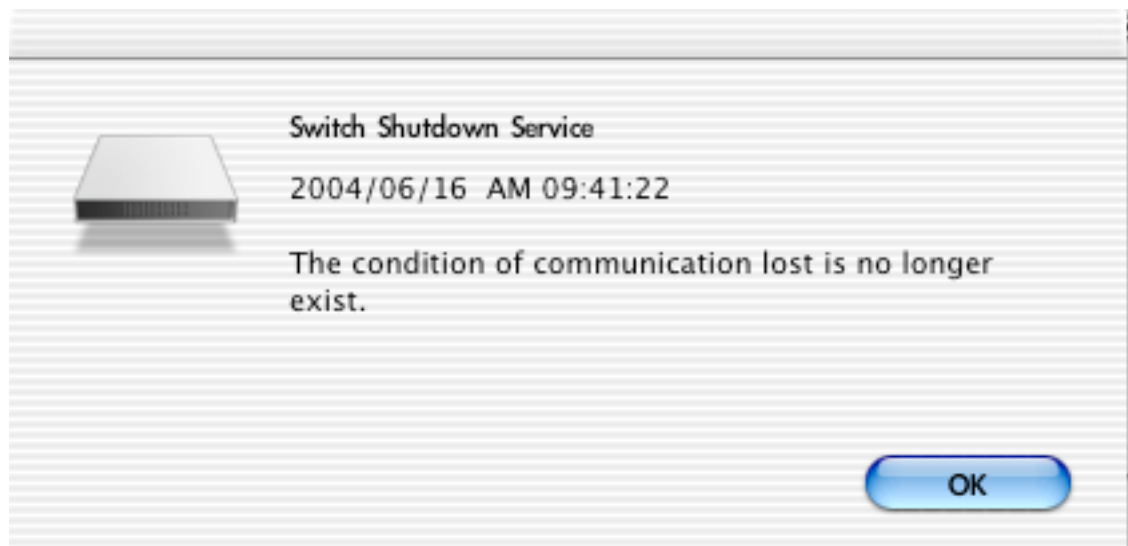 Switch Shutdown Service
2004/06/16 AM 09:41:22
The condition of communication lost is no longer
exist.
OK